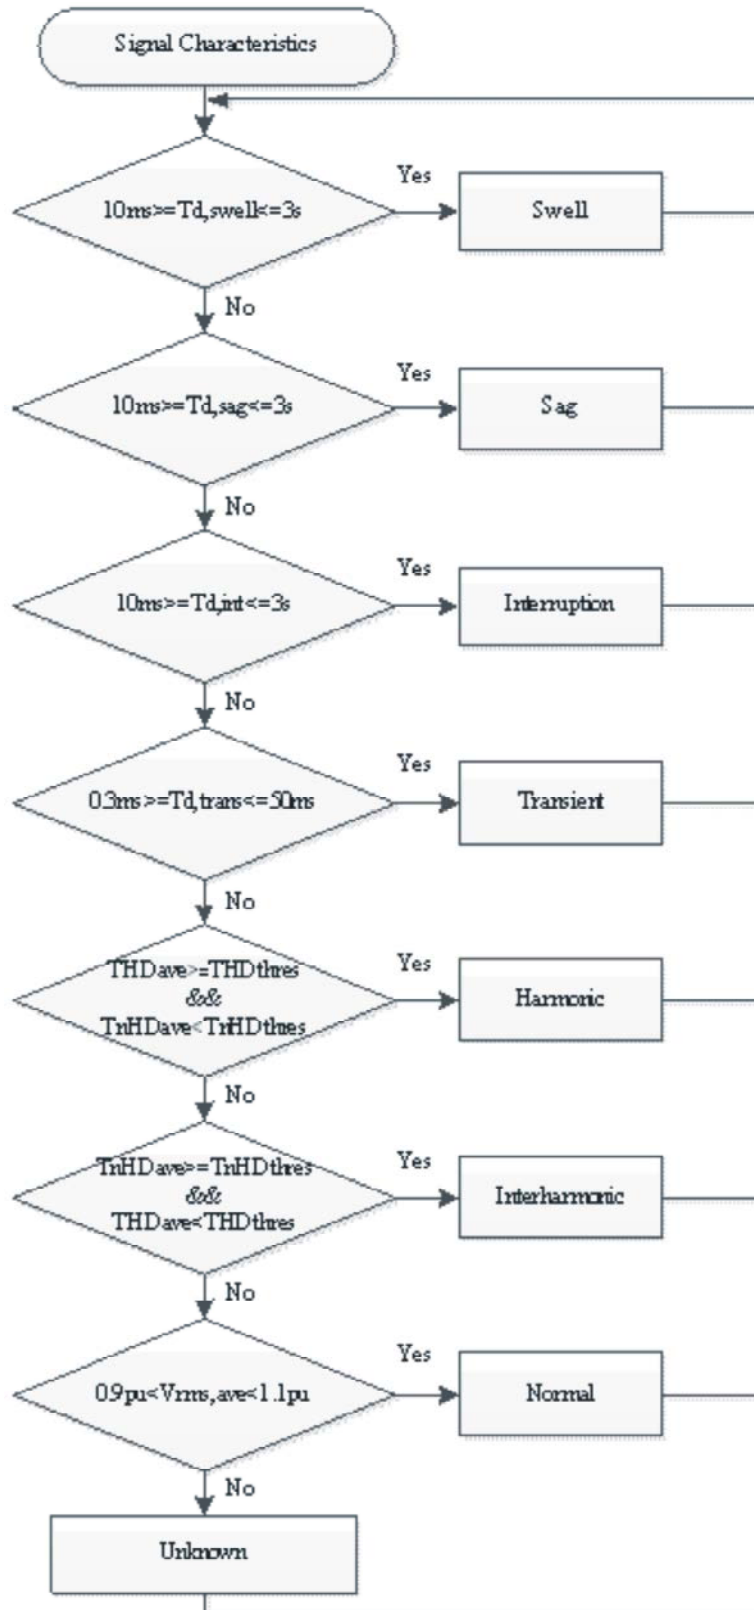 Signal Characteristics
10ms>=Td,swell<=3s
Yes
Swell
No
10ms>=Td,sag<=3s
Yes
Sag
No
10ms>=Td,int<=3s
Yes
Interruption
No
0.3ms>=Td,trans<=50ms
Yes
Transient
No
THDave>=THDthres
&&
TnHDave<TnHDthres
Yes
Harmonic
No
TnHDave>=TnHDthres
&&
THDave<THDthres
Yes
Interharmonic
No
0.9pu<Vrms,ave<1.1pu
Yes
Normal
No
Unknown